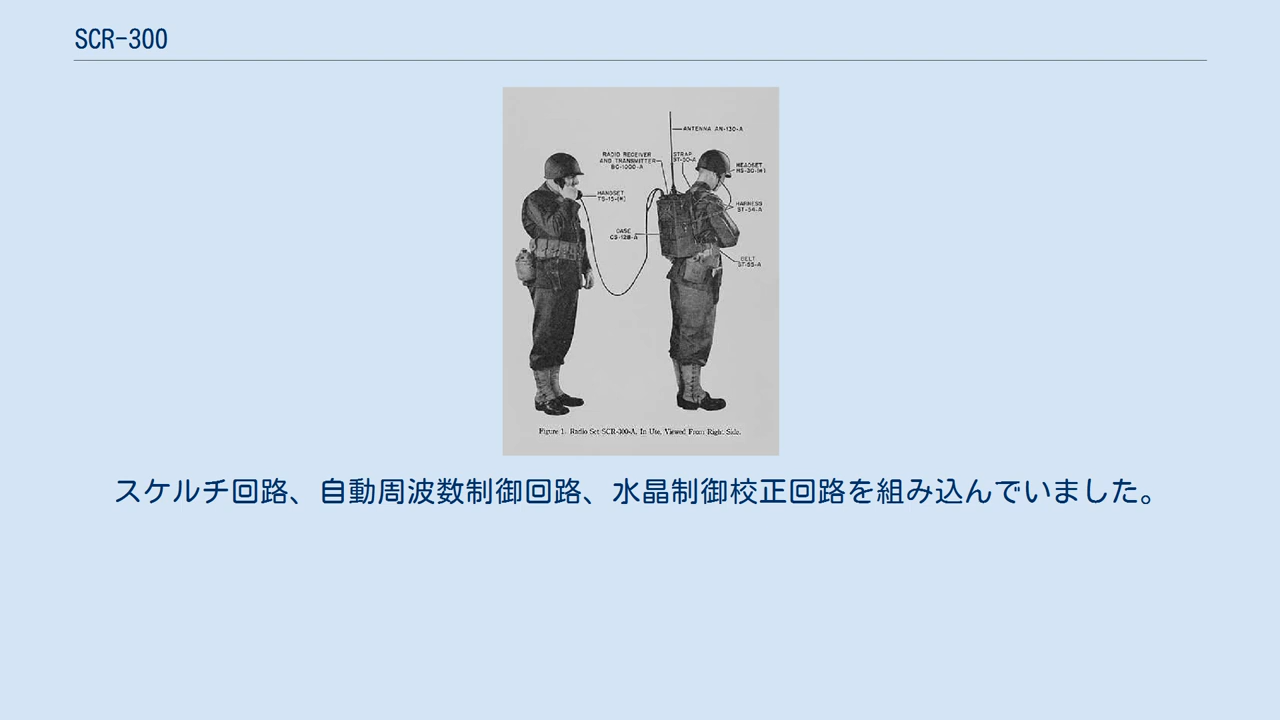 SCR-300
ANTENNA AN-130-A
RADIO RECEIVER
AND TRANSMITTER
BC-1000-A
STRAP
ST-50-A
HEADSET
HS-30-(*)
HANDSET
TS-15-(*)
HARNESS
ST-54-A
CASE
CS-128-A
BELT
ST-55-A
Figure 1. Radio Set SCR-300-A, In Use, Viewed From Right Side.
スケルチ回路、自動周波数制御回路、水晶制御校正回路を組み込んでいました。